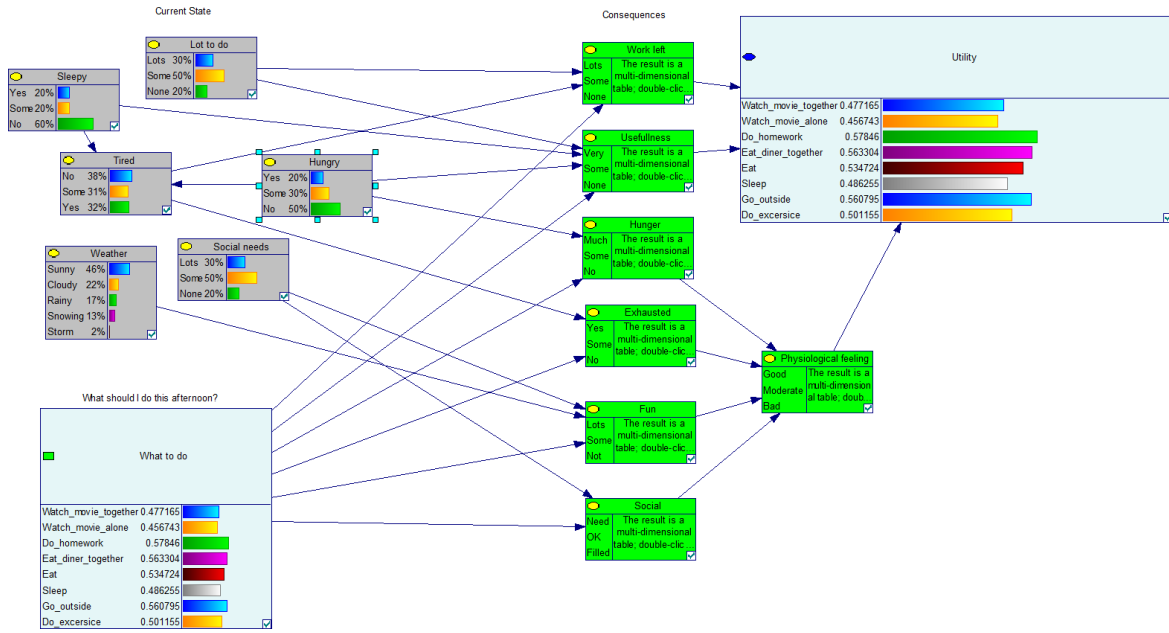 Current State
Consequences
Lot to do
Lots 30%
Some 50%
None 20%
Sleepy
Yes 20%
Some 20%
No 60%
Tired
No 38%
Some 31%
Yes 32%
Hungry
Yes 20%
Some 30%
No 50%
Weather
Sunny 46%
Cloudy 22%
Rainy 17%
Snowing 13%
Storm 2%
Social needs
Lots 30%
Some 50%
None 20%
What should I do this afternoon?
What to do
Watch_movie_together 0.477165
Watch_movie_alone 0.456743
Do_homework 0.57846
Eat_diner_together 0.563304
Eat 0.534724
Sleep 0.486255
Go_outside 0.560795
Do_excersice 0.501155
Work left
Lots
Some
None
The result is a
multi-dimensional
table; double-clic...
Usefullness
Very
Some
None
The result is a
multi-dimensional
table; double-clic...
Hunger
Much
Some
No
The result is a
multi-dimensional
table; double-clic...
Exhausted
Yes
Some
No
The result is a
multi-dimensional
table; double-clic...
Fun
Lots
Some
Not
The result is a
multi-dimensional
table; double-clic...
Social
Need
OK
Filled
The result is a
multi-dimensional
table; double-clic...
Physiological feeling
Good
Moderate
Bad
The result is a
multi-dimension
al table; doub...
Utility
Watch_movie_together 0.477165
Watch_movie_alone 0.456743
Do_homework 0.57846
Eat_diner_together 0.563304
Eat 0.534724
Sleep 0.486255
Go_outside 0.560795
Do_excersice 0.501155